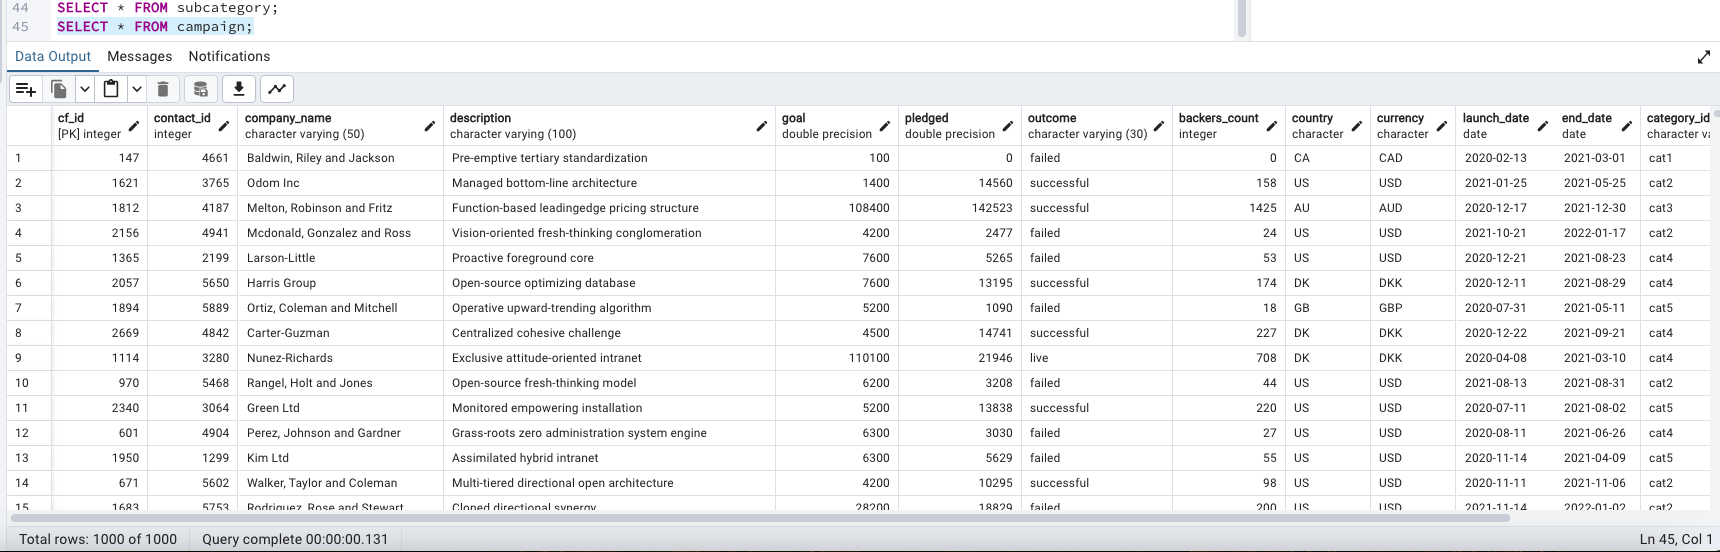 44 SELECT * FROM subcategory;
45 SELECT * FROM campaign;
Data Output Messages Notifications
cf_id contact_id company_name description goal pledged outcome backers_count country currency launch_date end_date category_id
[PK] integer integer character varying (50) character varying (100) double precision double precision character varying (30) integer character character date date character va
1 147 4661 Baldwin, Riley and Jackson Pre-emptive tertiary standardization 100 0 failed 0 CA CAD 2020-02-13 2021-03-01 cat1
2 1621 3765 Odom Inc Managed bottom-line architecture 1400 14560 successful 158 US USD 2021-01-25 2021-05-25 cat2
3 1812 4187 Melton, Robinson and Fritz Function-based leadingedge pricing structure 108400 142523 successful 1425 AU AUD 2020-12-17 2021-12-30 cat3
4 2156 4941 Mcdonald, Gonzalez and Ross Vision-oriented fresh-thinking conglomeration 4200 2477 failed 24 US USD 2021-10-21 2022-01-17 cat2
5 1365 2199 Larson-Little Proactive foreground core 7600 5265 failed 53 US USD 2020-12-21 2021-08-23 cat4
6 2057 5650 Harris Group Open-source optimizing database 7600 13195 successful 174 DK DKK 2020-12-11 2021-08-29 cat4
7 1894 5889 Ortiz, Coleman and Mitchell Operative upward-trending algorithm 5200 1090 failed 18 GB GBP 2020-07-31 2021-05-11 cat5
8 2669 4842 Carter-Guzman Centralized cohesive challenge 4500 14741 successful 227 DK DKK 2020-12-22 2021-09-21 cat4
9 1114 3280 Nunez-Richards Exclusive attitude-oriented intranet 110100 21946 live 708 DK DKK 2020-04-08 2021-03-10 cat4
10 970 5468 Rangel, Holt and Jones Open-source fresh-thinking model 6200 3208 failed 44 US USD 2021-08-13 2021-08-31 cat2
11 2340 3064 Green Ltd Monitored empowering installation 5200 13838 successful 220 US USD 2020-07-11 2021-08-02 cat5
12 601 4904 Perez, Johnson and Gardner Grass-roots zero administration system engine 6300 3030 failed 27 US USD 2020-08-11 2021-06-26 cat4
13 1950 1299 Kim Ltd Assimilated hybrid intranet 6300 5629 failed 55 US USD 2020-11-14 2021-04-09 cat5
14 671 5602 Walker, Taylor and Coleman Multi-tiered directional open architecture 4200 10295 successful 98 US USD 2020-11-11 2021-11-06 cat2
15 1683 5753 Rodriguez, Rose and Stewart Cloned directional synergy 28200 18829 failed 200 US USD 2021-11-14 2022-01-02 cat2
Total rows: 1000 of 1000 Query complete 00:00:00.131 Ln 45, Col 1